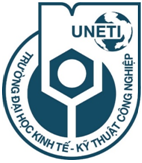 UNETI
TRƯỜNG ĐẠI HỌC KINH TẾ - KỸ THUẬT CÔNG NGHIỆP